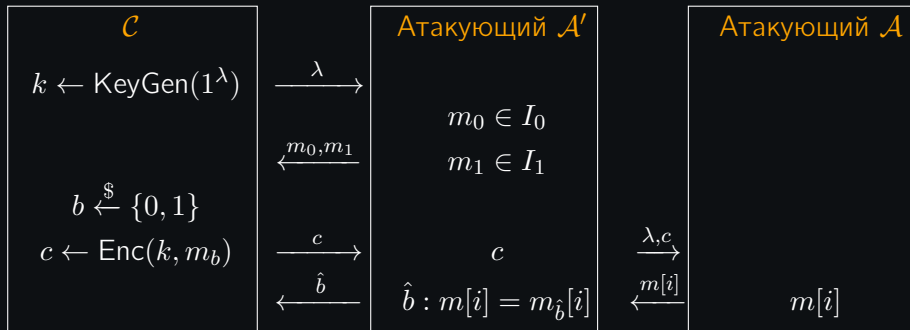 𝒞 Атакующий 𝒜′ Атакующий 𝒜
k ← KeyGen(1^λ) λ
m_0 ∈ I_0
m_0,m_1 m_1 ∈ I_1
b ←$ {0, 1}
c ← Enc(k, m_b) c c λ,c
b̂ b̂ : m[i] = m_b̂[i] m[i] m[i]